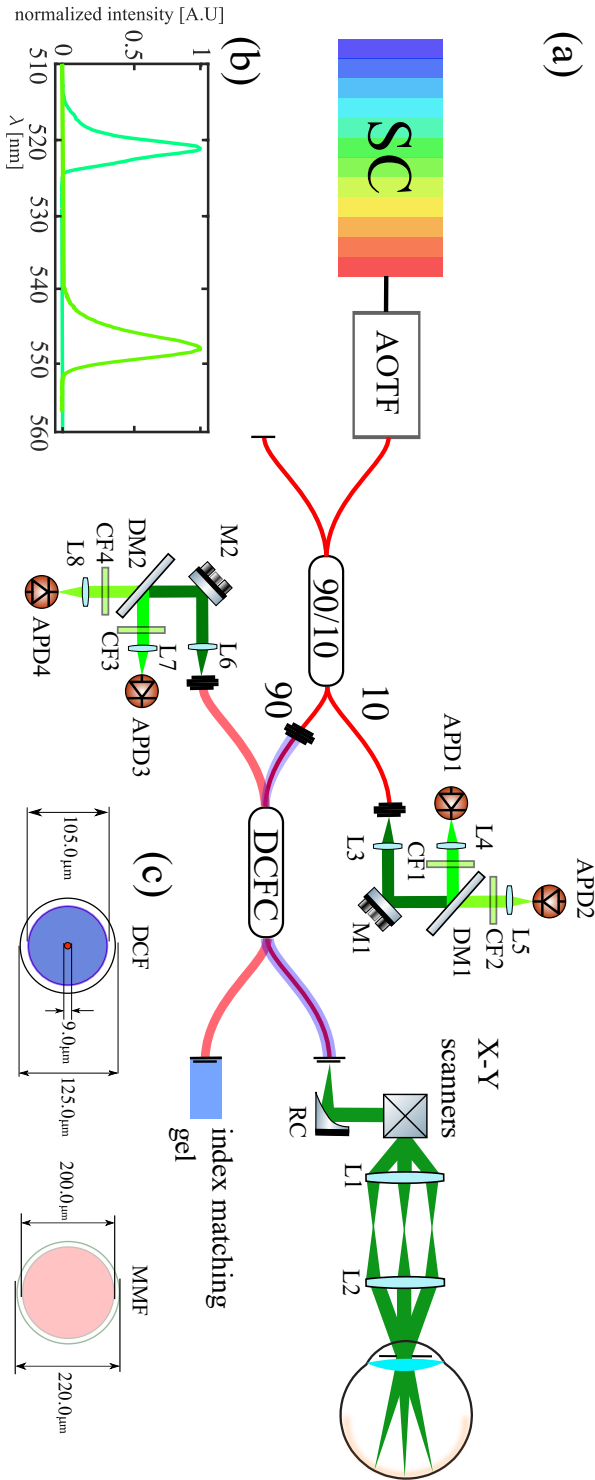 (a)
SC
AOTF
90/10
10
90
APD1
APD2
L4
L5
CF1
CF2
L3
M1
DM1
M2
DM2
CF4
L8
CF3
L7
L6
APD3
APD4
DCFC
X-Y
scanners
RC
L1
L2
index matching
gel
(b)
normalized intensity [A.U]
1
0.5
0
510
520
530
540
550
560
λ [nm]
(c)
DCF
105.0μm
9.0μm
125.0μm
MMF
200.0μm
220.0μm